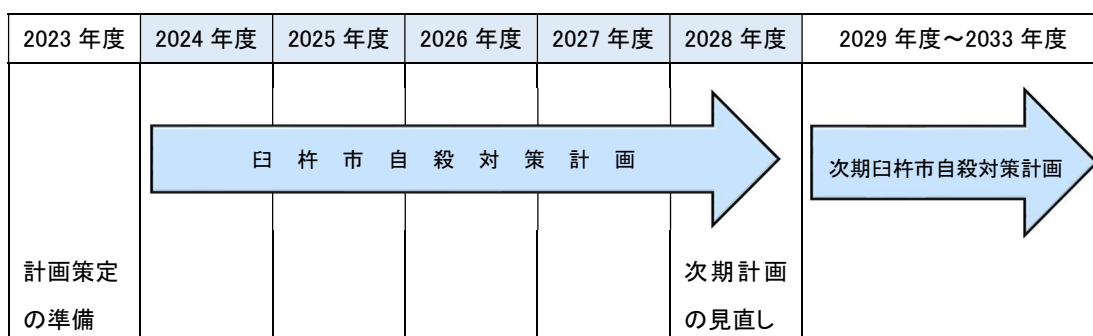 2023 年度 2024 年度 2025 年度 2026 年度 2027 年度 2028 年度 2029 年度～2033 年度
臼杵市自殺対策計画
次期臼杵市自殺対策計画
計画策定
の準備
次期計画
の見直し